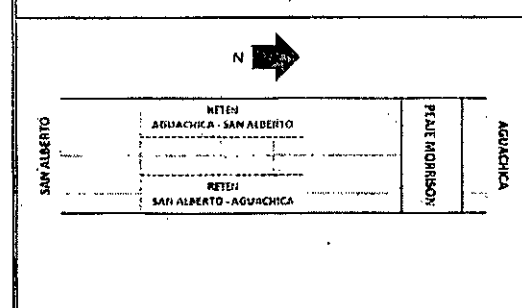 N
RETEN
AGUACHICA - SAN ALBERTO
SAN ALBERTO
PEAJE MORRISON
AGUACHICA
RETEN
SAN ALBERTO - AGUACHICA